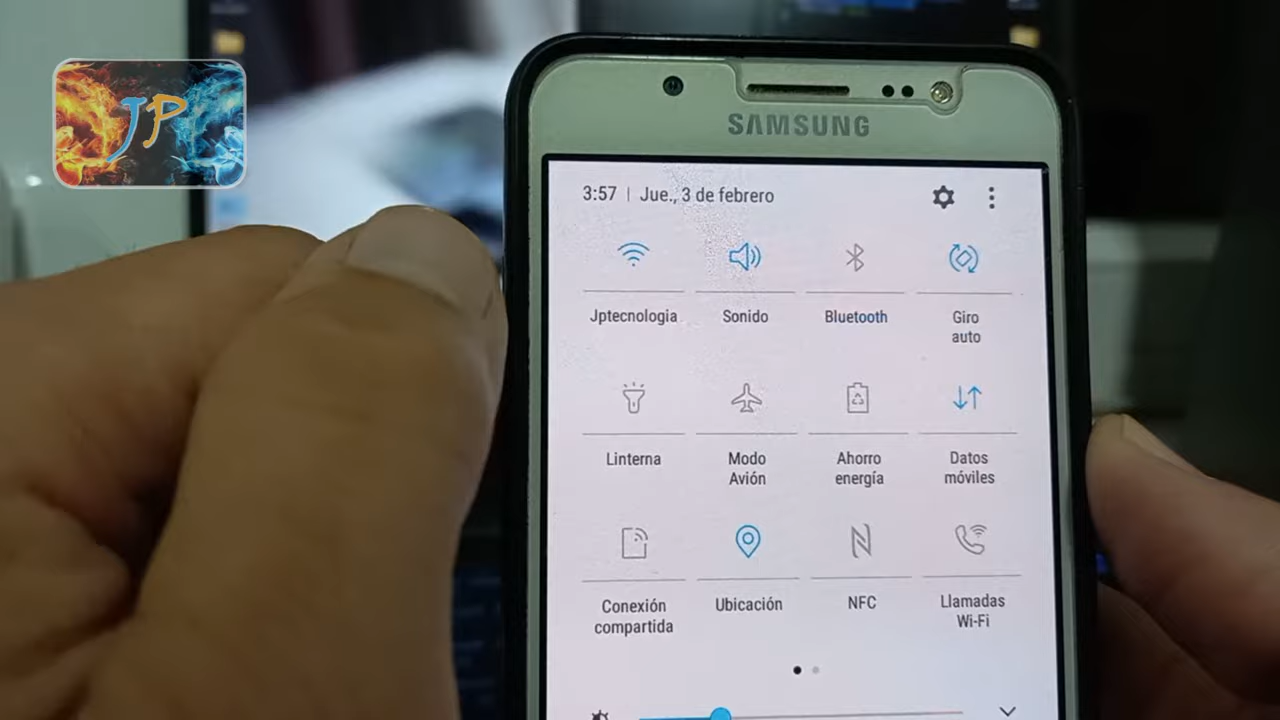 JP
SAMSUNG
3:57 | Jue., 3 de febrero
Jptecnologia
Sonido
Bluetooth
Giro
auto
Linterna
Modo
Avión
Ahorro
energía
Datos
móviles
Conexión
compartida
Ubicación
NFC
Llamadas
Wi-Fi